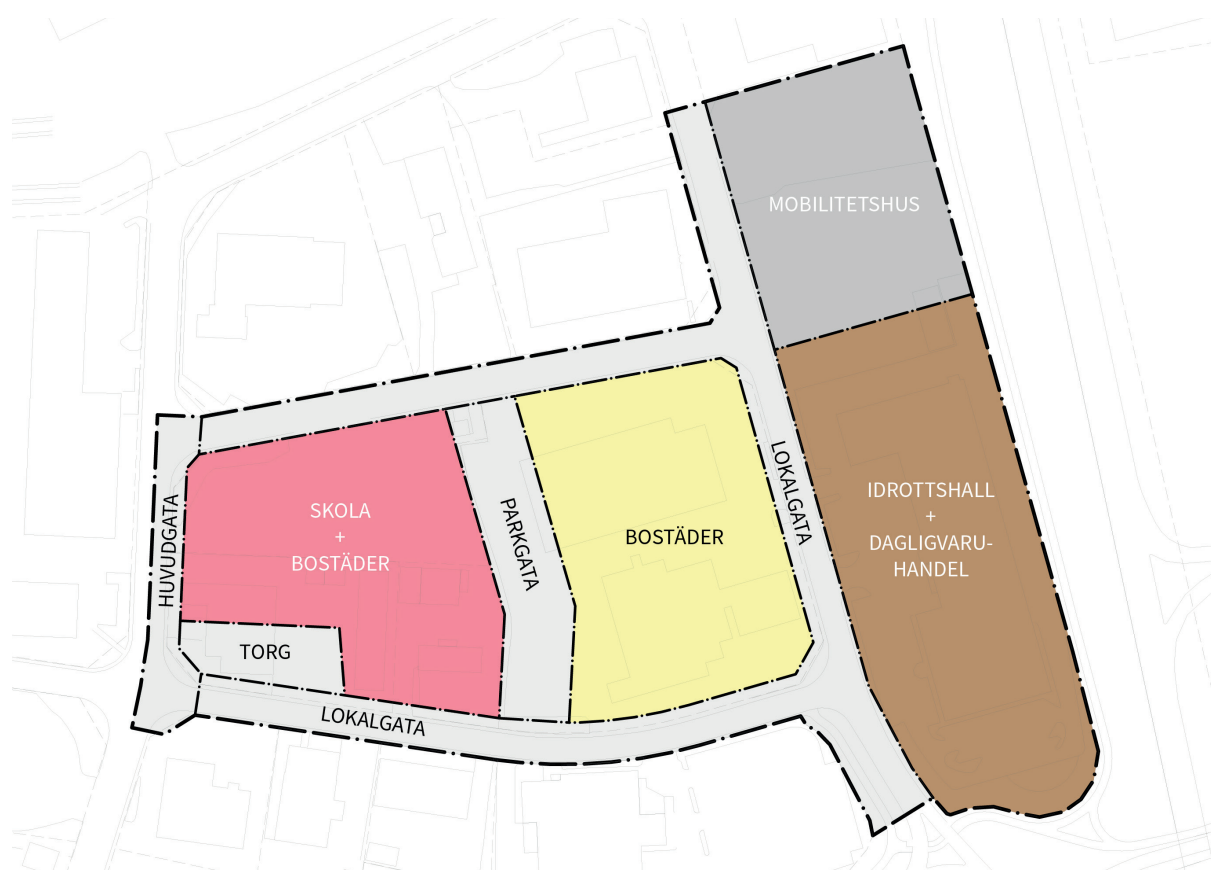 MOBILITETSHUS
IDROTTSHALL
+
DAGLIGVARU-
HANDEL
LOKALGATA
BOSTÄDER
PARKGATA
SKOLA
+
BOSTÄDER
HUVUDGATA
TORG
LOKALGATA